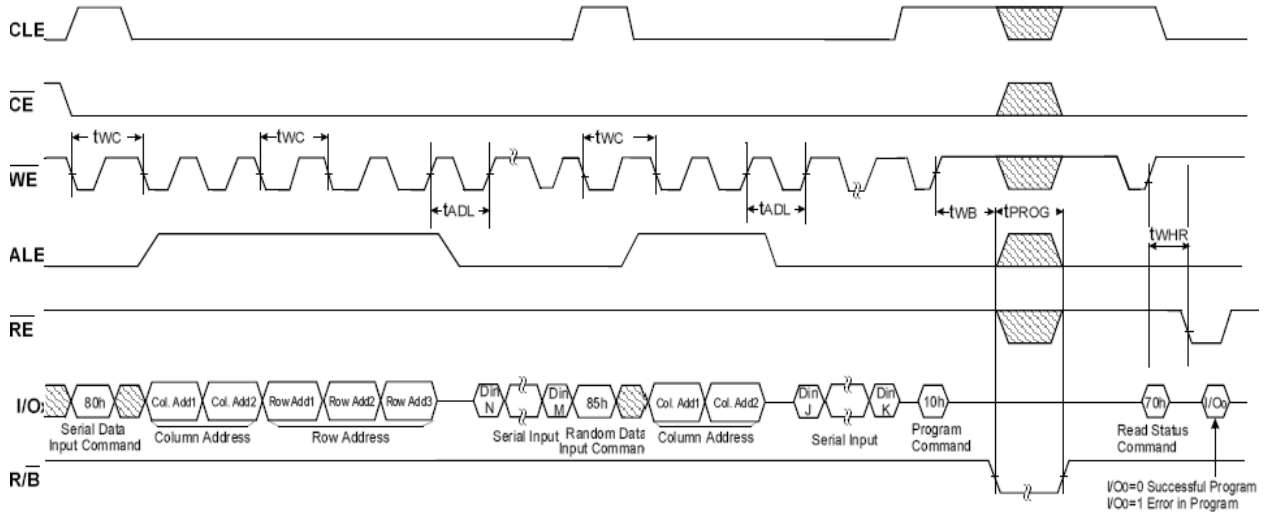 CLE
CE
tWC tWC tWC
WE
tADL tADL tWB tPROG
tWHR
ALE
RE
I/Ox 80h Col. Add1 Col. Add2 Row Add1 Row Add2 Row Add3 Din N Din M 85h Col. Add1 Col. Add2 Din J Din K 10h 70h I/O0
Serial Data Input Command
Column Address
Row Address
Serial Input
Random Data Input Comman
Column Address
Serial Input
Program Command
Read Status Command
R/B
I/O0=0 Successful Program
I/O0=1 Error in Program